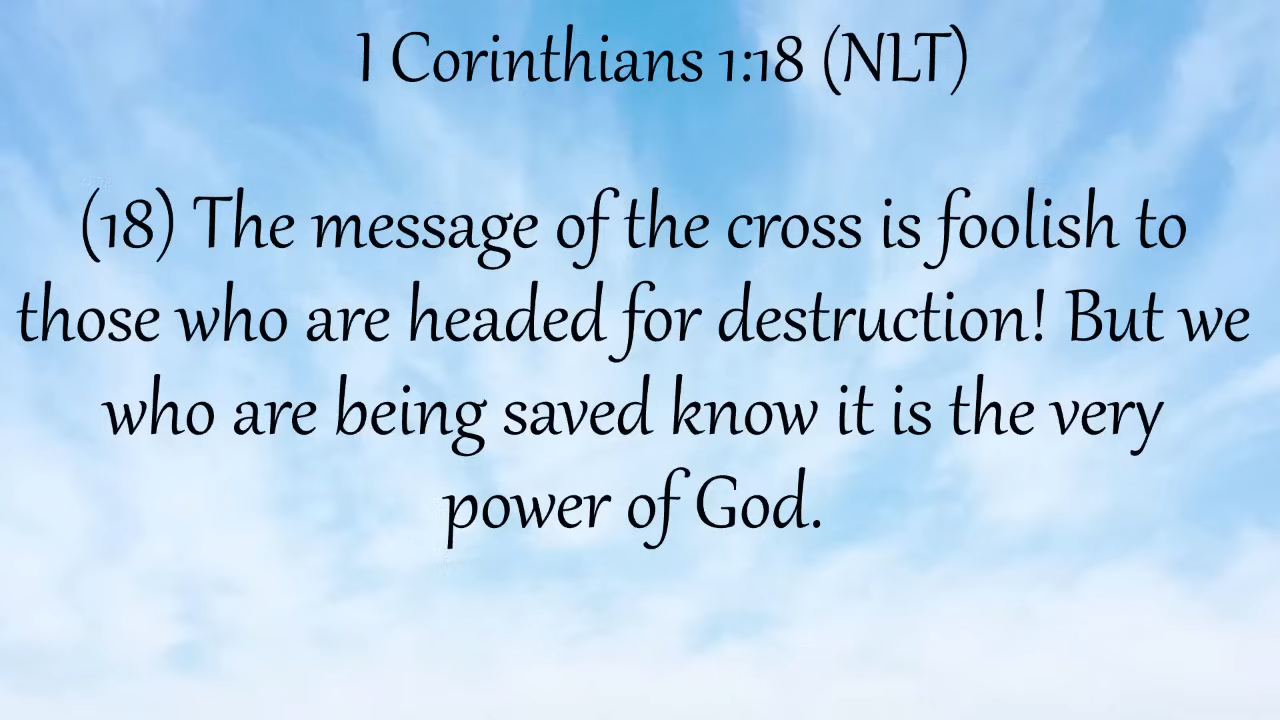 I Corinthians 1:18 (NLT)
(18) The message of the cross is foolish to
those who are headed for destruction! But we
who are being saved know it is the very
power of God.